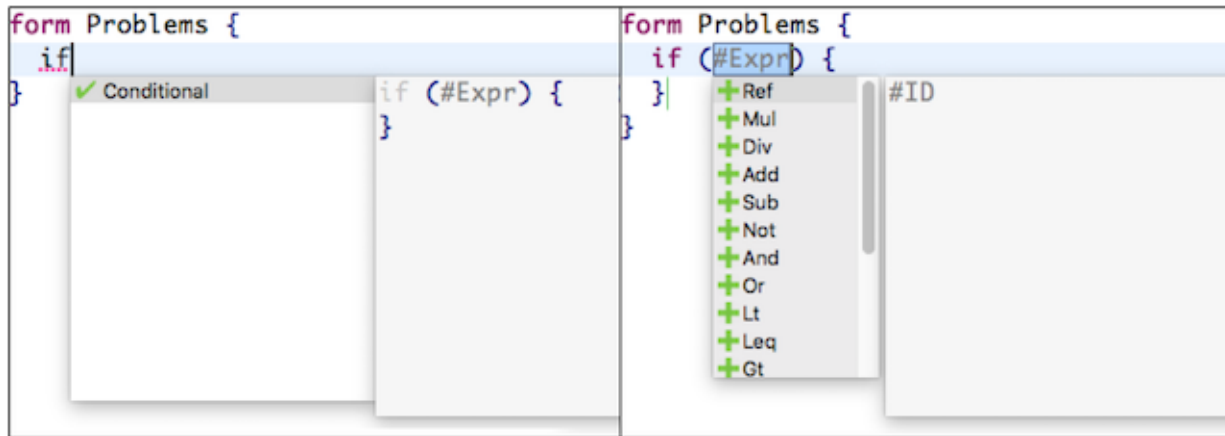 form Problems {
if
}
Conditional
if (#Expr) {
}
form Problems {
if (#Expr) {
}
}
Ref
Mul
Div
Add
Sub
Not
And
Or
Lt
Leq
Gt
#ID